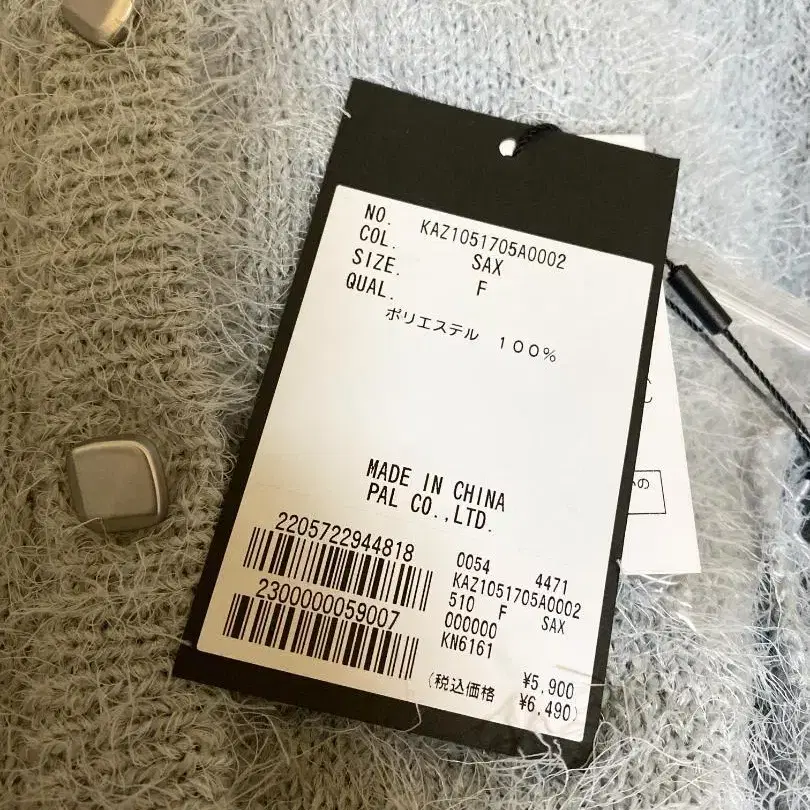 NO. KAZ1051705A0002
COL. SAX
SIZE. F
QUAL.
ポリエステル 100%
MADE IN CHINA
PAL CO.,LTD.
2205722944818
2300000059007
0054 4471
KAZ1051705A0002
510 F SAX
000000
KN6161
¥5.900
(税込価格 ¥6.490)
の